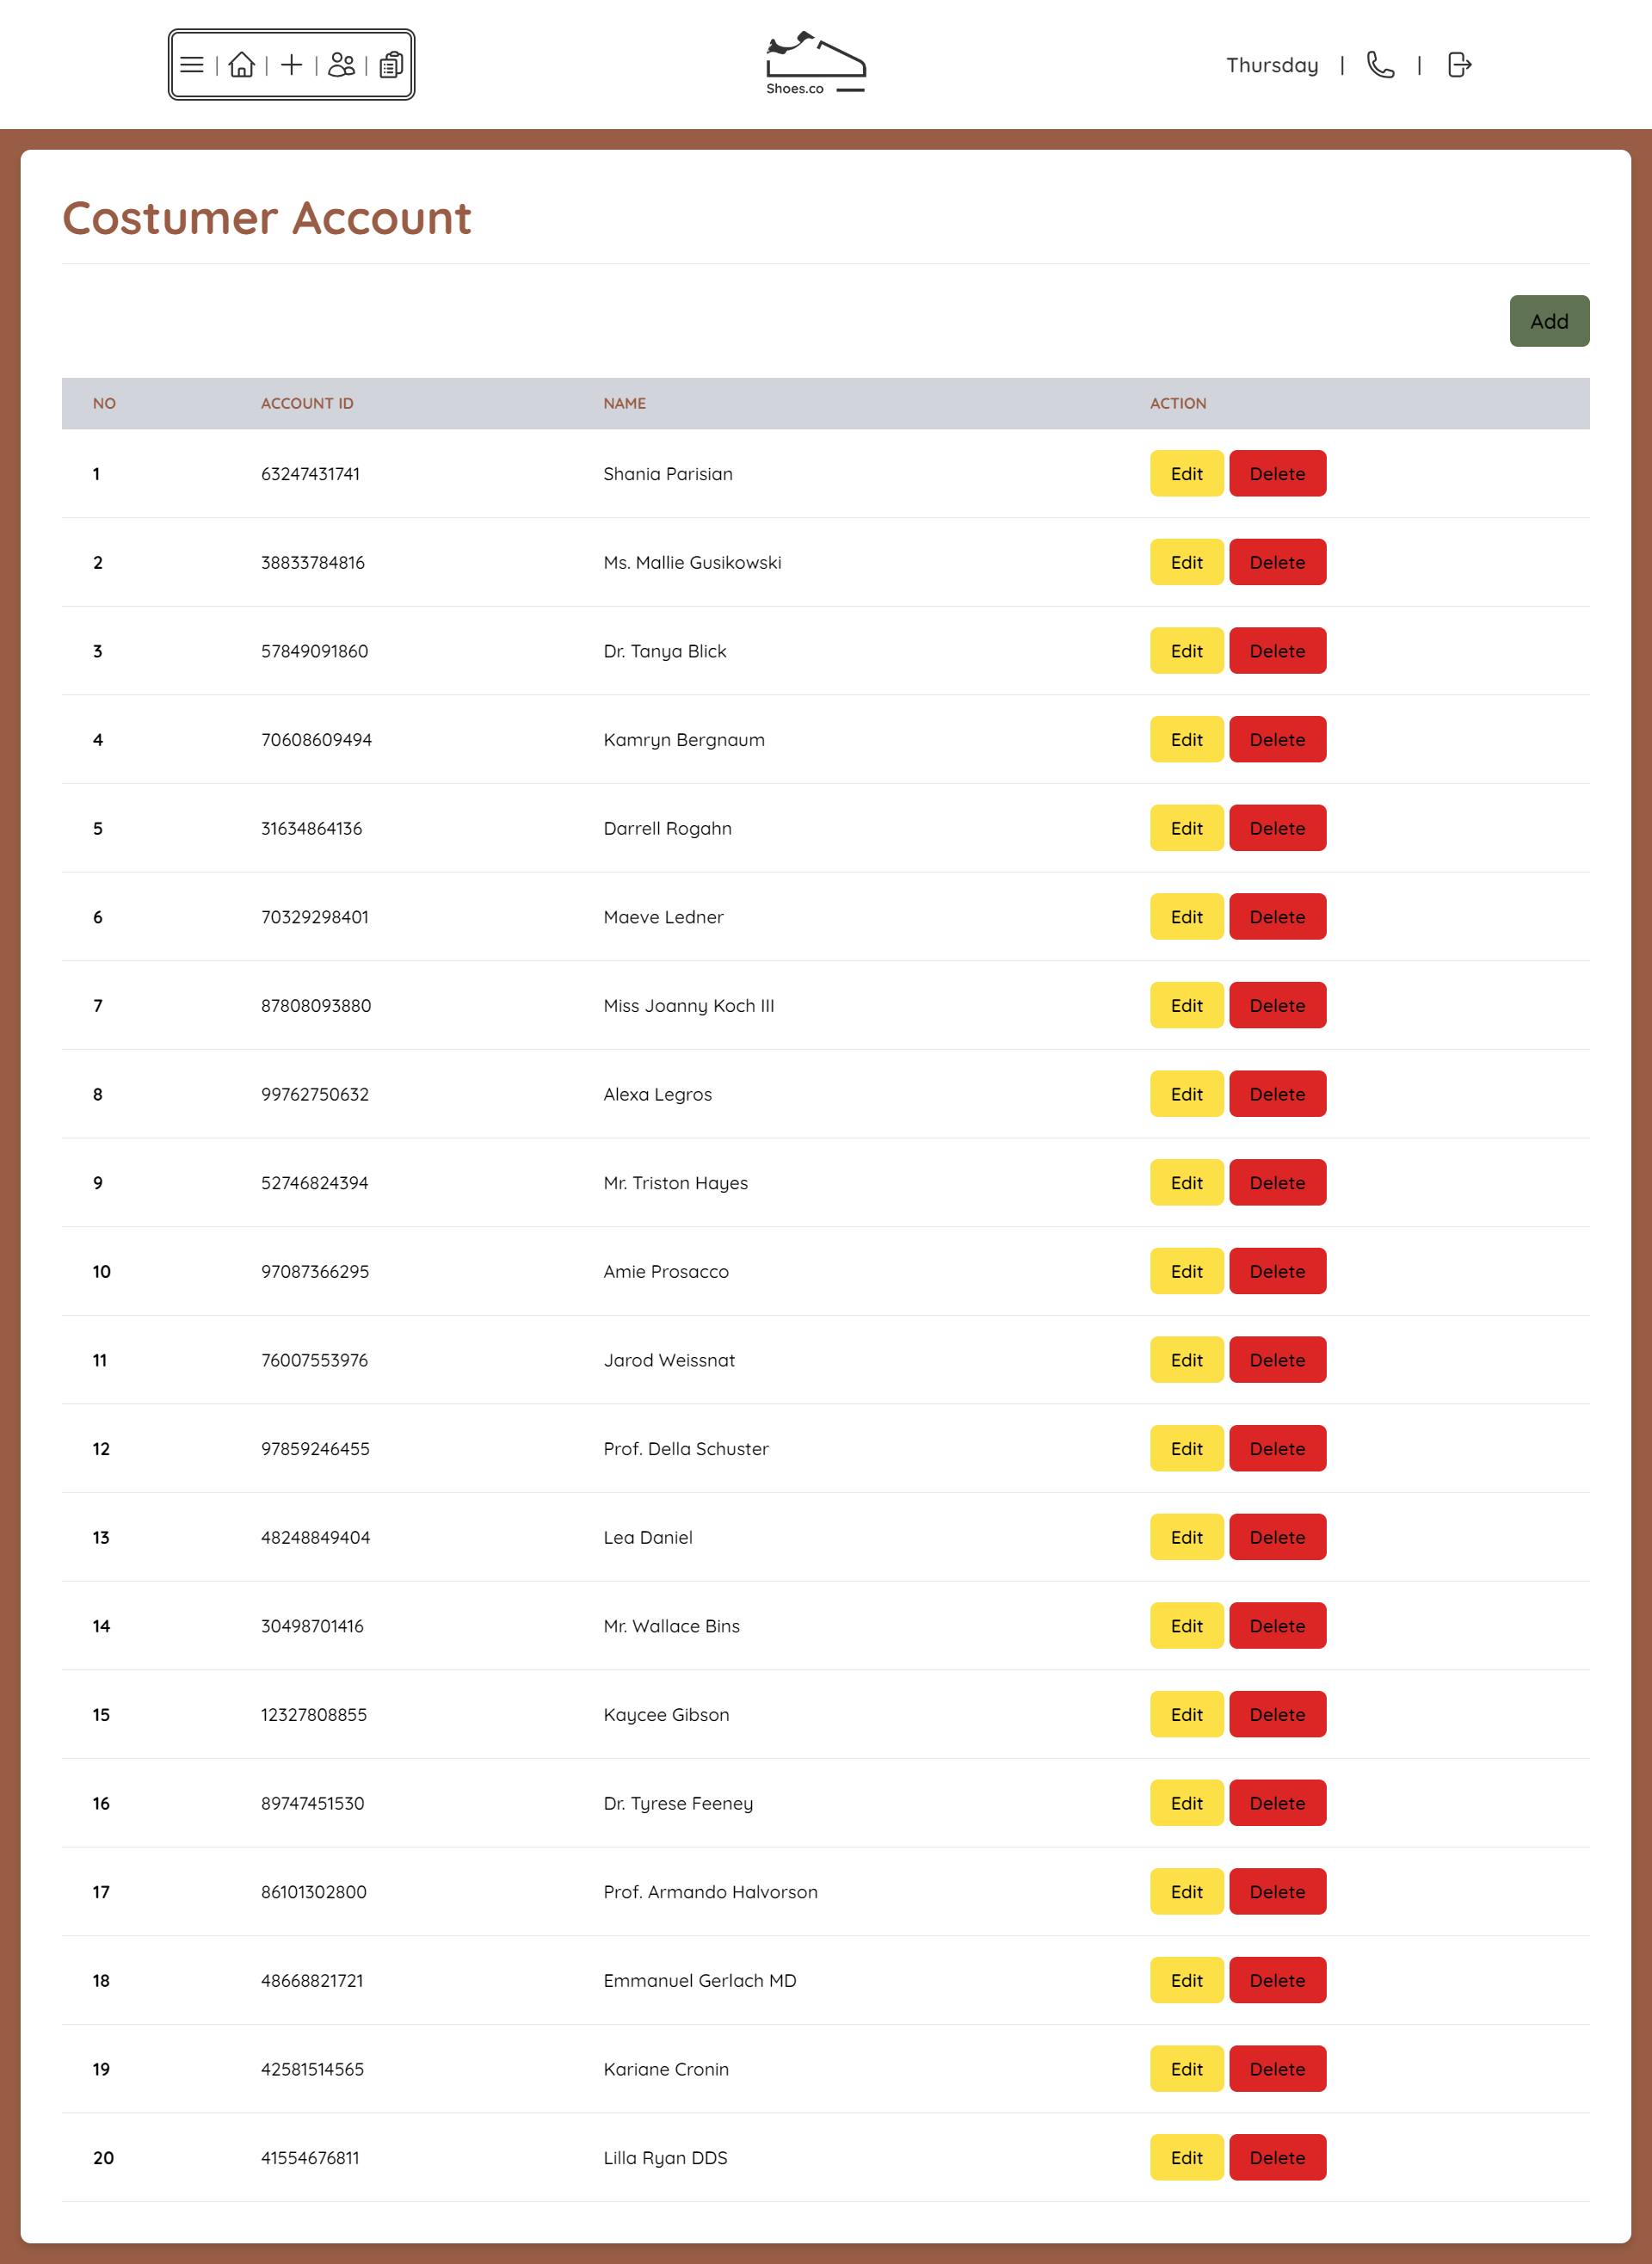 Thursday
Shoes.co
Costumer Account
Add
NO ACCOUNT ID NAME ACTION
1 63247431741 Shania Parisian Edit Delete
2 38833784816 Ms. Mallie Gusikowski Edit Delete
3 57849091860 Dr. Tanya Blick Edit Delete
4 70608609494 Kamryn Bergnaum Edit Delete
5 31634864136 Darrell Rogahn Edit Delete
6 70329298401 Maeve Ledner Edit Delete
7 87808093880 Miss Joanny Koch III Edit Delete
8 99762750632 Alexa Legros Edit Delete
9 52746824394 Mr. Triston Hayes Edit Delete
10 97087366295 Amie Prosacco Edit Delete
11 76007553976 Jarod Weissnat Edit Delete
12 97859246455 Prof. Della Schuster Edit Delete
13 48248849404 Lea Daniel Edit Delete
14 30498701416 Mr. Wallace Bins Edit Delete
15 12327808855 Kaycee Gibson Edit Delete
16 89747451530 Dr. Tyrese Feeney Edit Delete
17 86101302800 Prof. Armando Halvorson Edit Delete
18 48668821721 Emmanuel Gerlach MD Edit Delete
19 42581514565 Kariane Cronin Edit Delete
20 41554676811 Lilla Ryan DDS Edit Delete